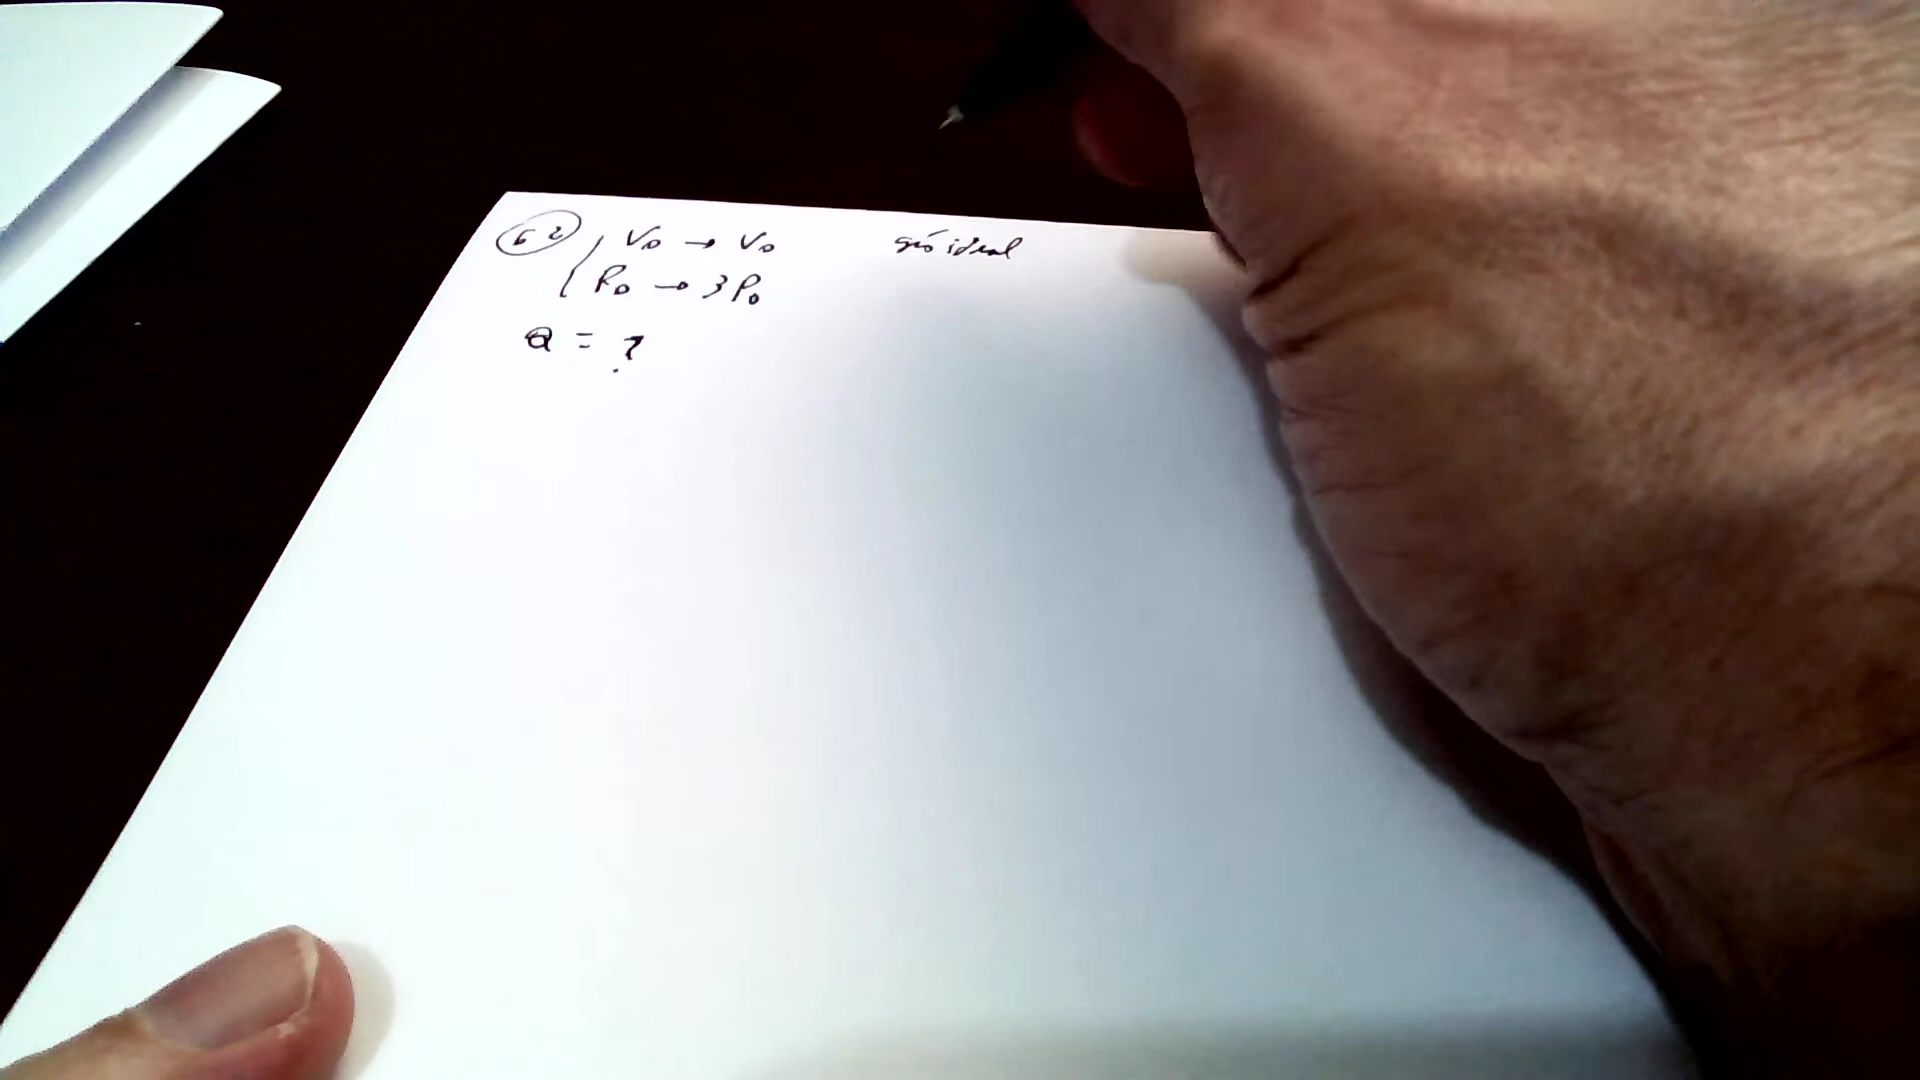 62 { V₀ → V₀ gás ideal
P₀ → 3P₀
Q = ?